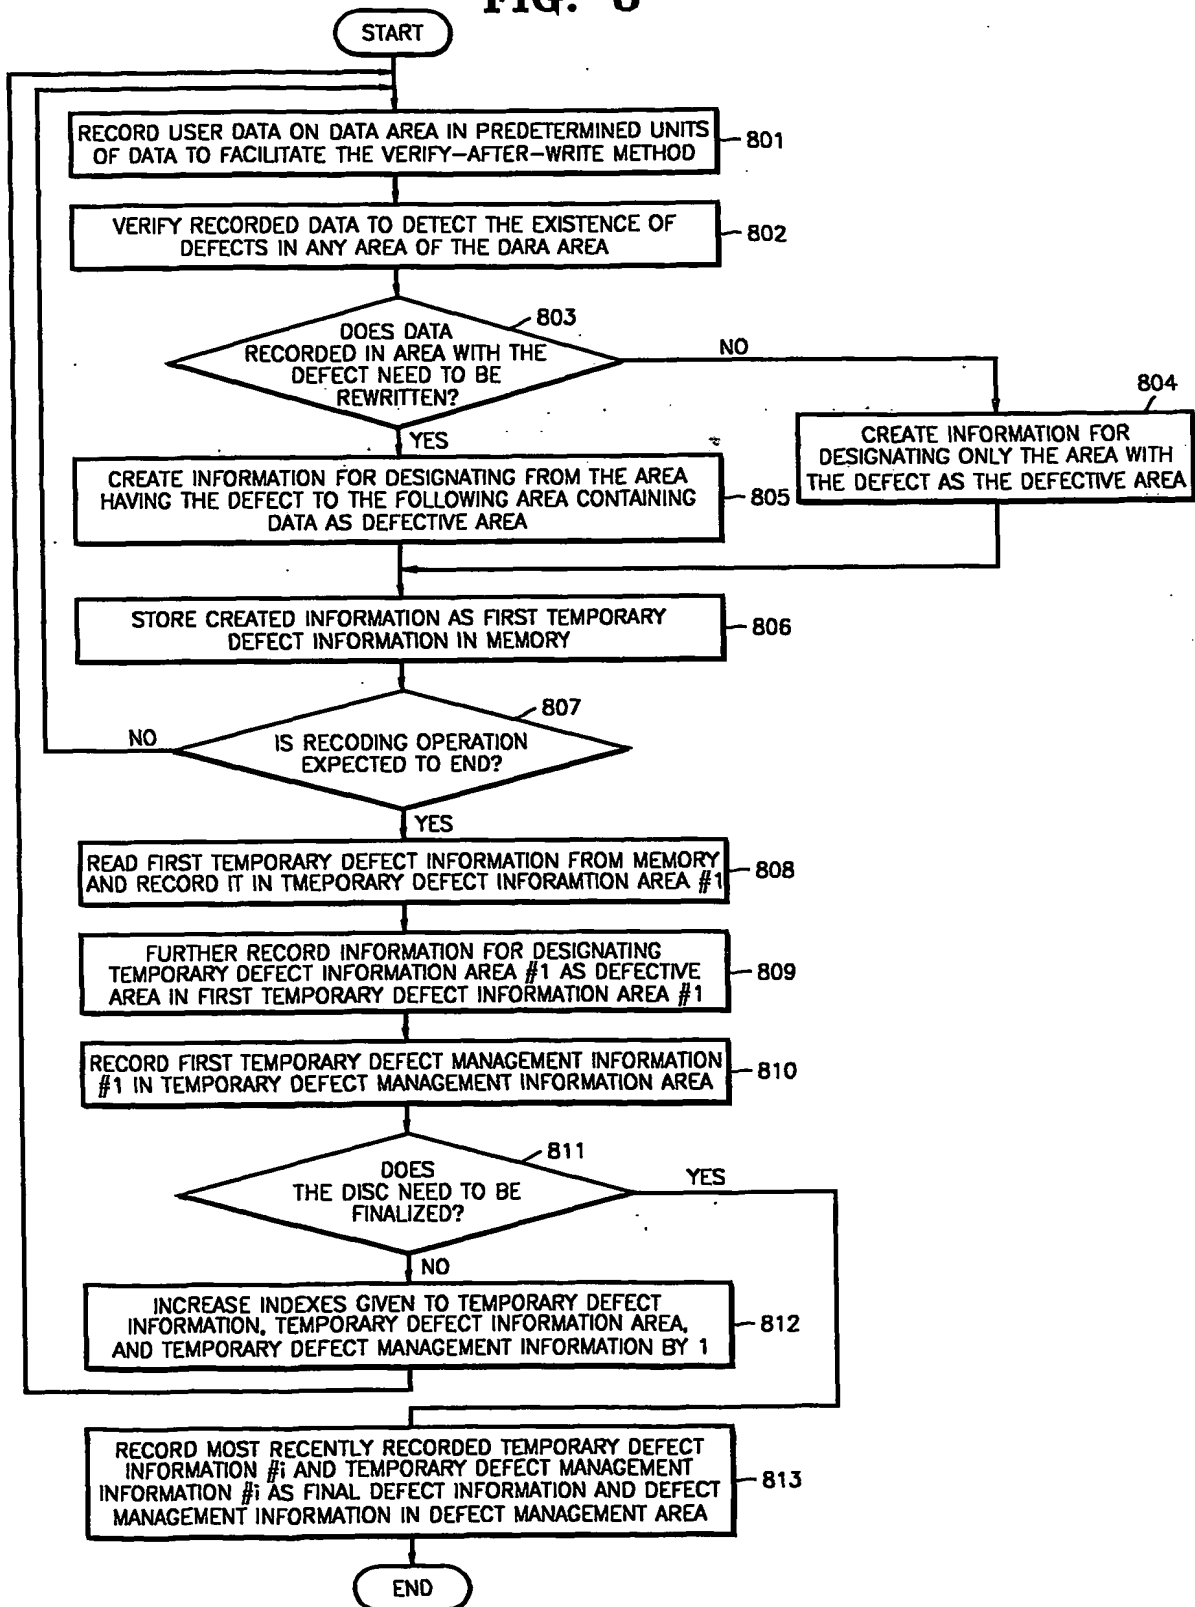 FIG. 8
START
RECORD USER DATA ON DATA AREA IN PREDETERMINED UNITS
OF DATA TO FACILITATE THE VERIFY-AFTER-WRITE METHOD
801
VERIFY RECORDED DATA TO DETECT THE EXISTENCE OF
DEFECTS IN ANY AREA OF THE DARA AREA
802
803
DOES DATA
RECORDED IN AREA WITH THE
DEFECT NEED TO BE
REWRITTEN?
NO
YES
804
CREATE INFORMATION FOR
DESIGNATING ONLY THE AREA WITH
THE DEFECT AS THE DEFECTIVE AREA
CREATE INFORMATION FOR DESIGNATING FROM THE AREA
HAVING THE DEFECT TO THE FOLLOWING AREA CONTAINING
DATA AS DEFECTIVE AREA
805
STORE CREATED INFORMATION AS FIRST TEMPORARY
DEFECT INFORMATION IN MEMORY
806
807
NO
IS RECODING OPERATION
EXPECTED TO END?
YES
READ FIRST TEMPORARY DEFECT INFORMATION FROM MEMORY
AND RECORD IT IN TMEPORARY DEFECT INFORAMTION AREA #1
808
FURTHER RECORD INFORMATION FOR DESIGNATING
TEMPORARY DEFECT INFORMATION AREA #1 AS DEFECTIVE
AREA IN FIRST TEMPORARY DEFECT INFORMATION AREA #1
809
RECORD FIRST TEMPORARY DEFECT MANAGEMENT INFORMATION
#1 IN TEMPORARY DEFECT MANAGEMENT INFORMATION AREA
810
811
DOES
THE DISC NEED TO BE
FINALIZED?
YES
NO
INCREASE INDEXES GIVEN TO TEMPORARY DEFECT
INFORMATION, TEMPORARY DEFECT INFORMATION AREA,
AND TEMPORARY DEFECT MANAGEMENT INFORMATION BY 1
812
RECORD MOST RECENTLY RECORDED TEMPORARY DEFECT
INFORMATION #i AND TEMPORARY DEFECT MANAGEMENT
INFORMATION #i AS FINAL DEFECT INFORMATION AND DEFECT
MANAGEMENT INFORMATION IN DEFECT MANAGEMENT AREA
813
END